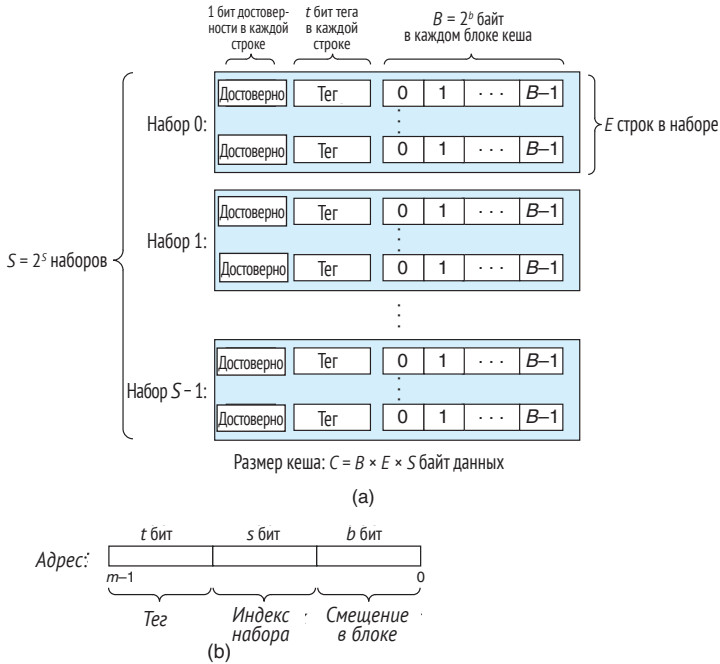 1 бит достовер-
ности в каждой
строке
t бит тега
в каждой
строке
B = 2ᵇ байт
в каждом блоке кеша
Набор 0:
Достоверно Тег 0 1 · · · B–1
Достоверно Тег 0 1 · · · B–1
E строк в наборе
Набор 1:
Достоверно Тег 0 1 · · · B–1
Достоверно Тег 0 1 · · · B–1
S = 2ˢ наборов
Набор S – 1:
Достоверно Тег 0 1 · · · B–1
Достоверно Тег 0 1 · · · B–1
Размер кеша: C = B × E × S байт данных
(a)
t бит s бит b бит
Адрес:
m–1 0
Тег Индекс набора Смещение в блоке
(b)